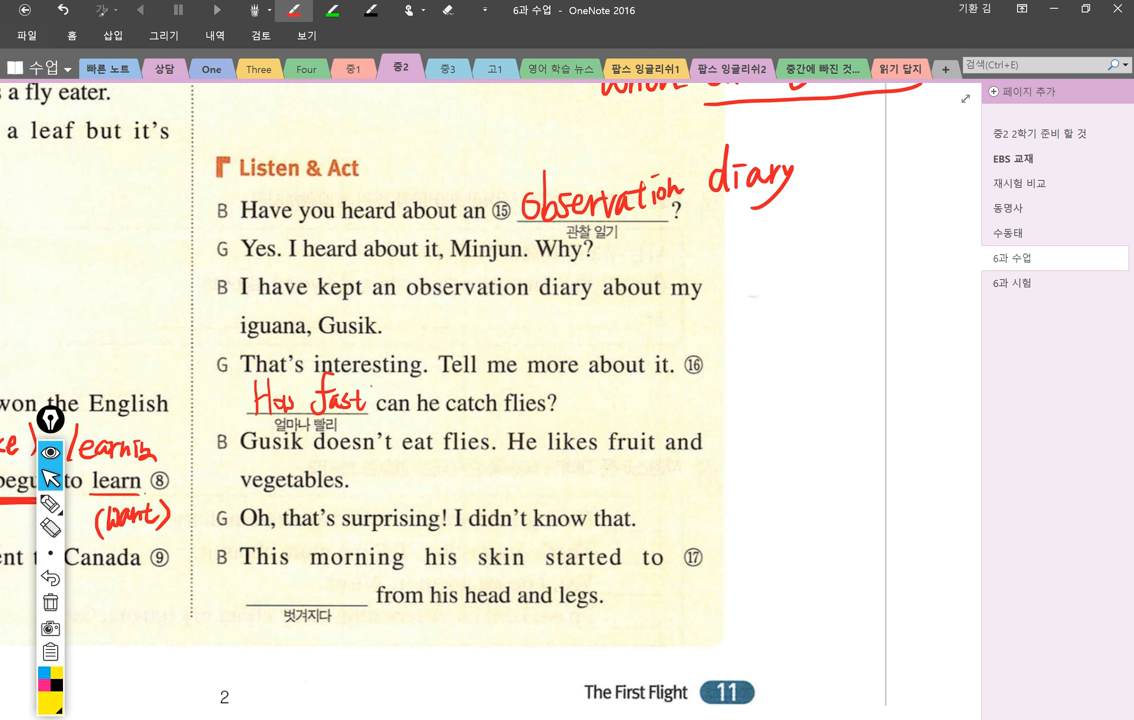 6과 수업 - OneNote 2016
기환 김
파일 홈 삽입 그리기 내역 검토 보기
수업 빠른 노트 상담 One Three Four 중1 중2 중3 고1 영어 학습 뉴스 팝스 잉글리쉬1 팝스 잉글리쉬2 중간에 빠진 것... 읽기 답지 +
검색(Ctrl+E)
페이지 추가
중2 2학기 준비 할 것
EBS 교재
재시험 비교
동명사
수동태
6과 수업
6과 시험
s a fly eater.
a leaf but it's
won the English
learning
begu to learn ⑧
(want)
ent t Canada ⑨
Listen & Act
B Have you heard about an ⑮ observation diary ?
관찰 일기
G Yes. I heard about it, Minjun. Why?
B I have kept an observation diary about my
iguana, Gusik.
G That's interesting. Tell me more about it. ⑯
How fast can he catch flies?
얼마나 빨리
B Gusik doesn't eat flies. He likes fruit and
vegetables.
G Oh, that's surprising! I didn't know that.
B This morning his skin started to ⑰
from his head and legs.
벗겨지다
2
The First Flight 11